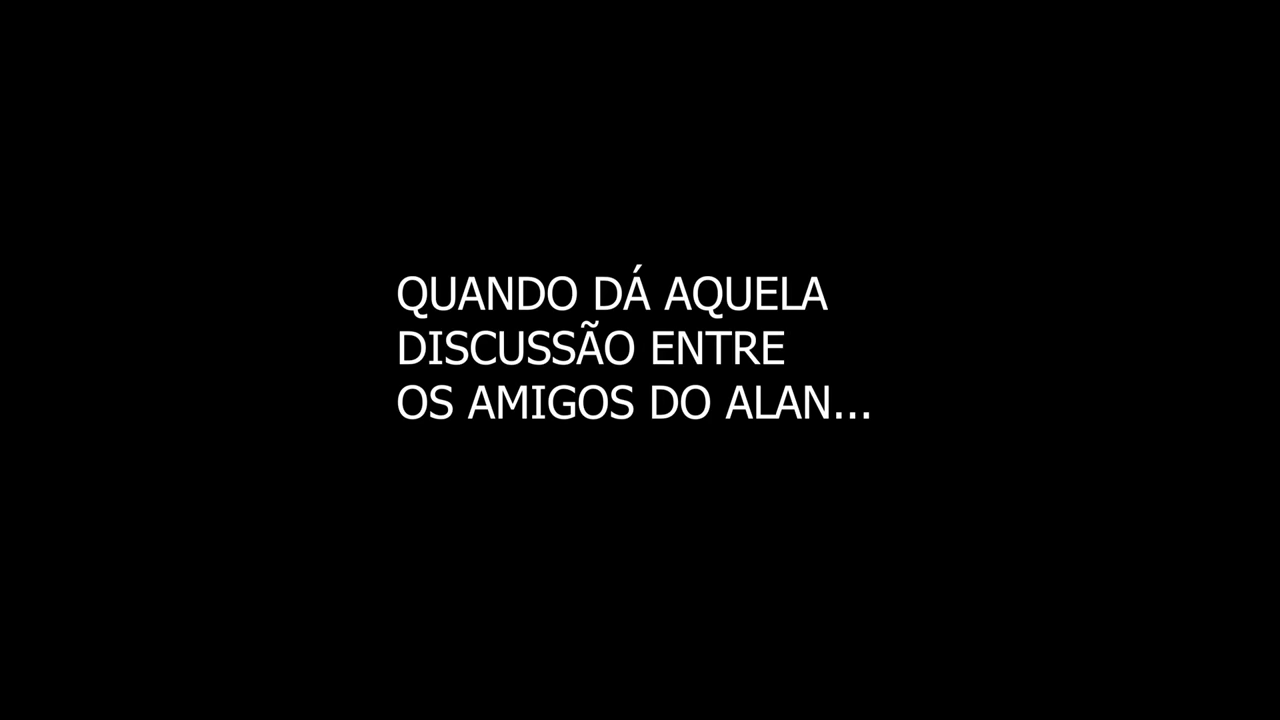 QUANDO DÁ AQUELA
DISCUSSÃO ENTRE
OS AMIGOS DO ALAN...